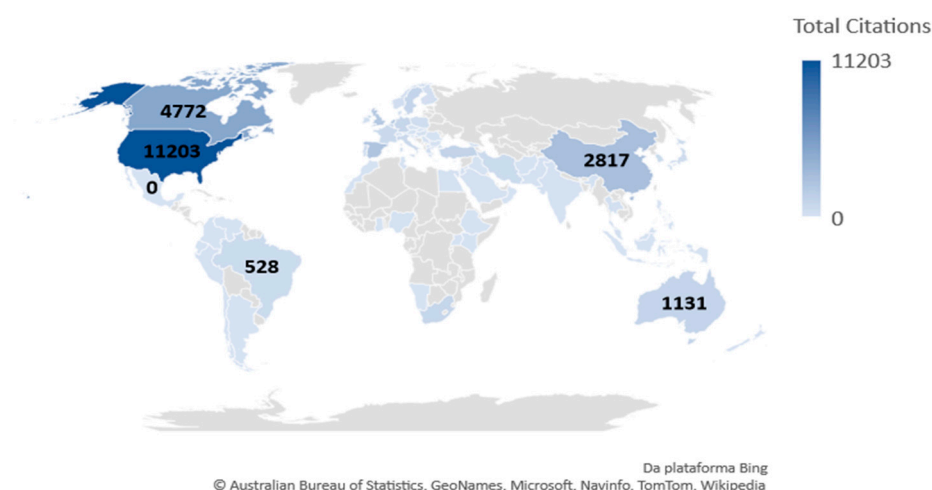 Total Citations
11203
0
4772
11203
0
2817
528
1131
Da plataforma Bing
© Australian Bureau of Statistics, GeoNames, Microsoft, Navinfo, TomTom, Wikipedia